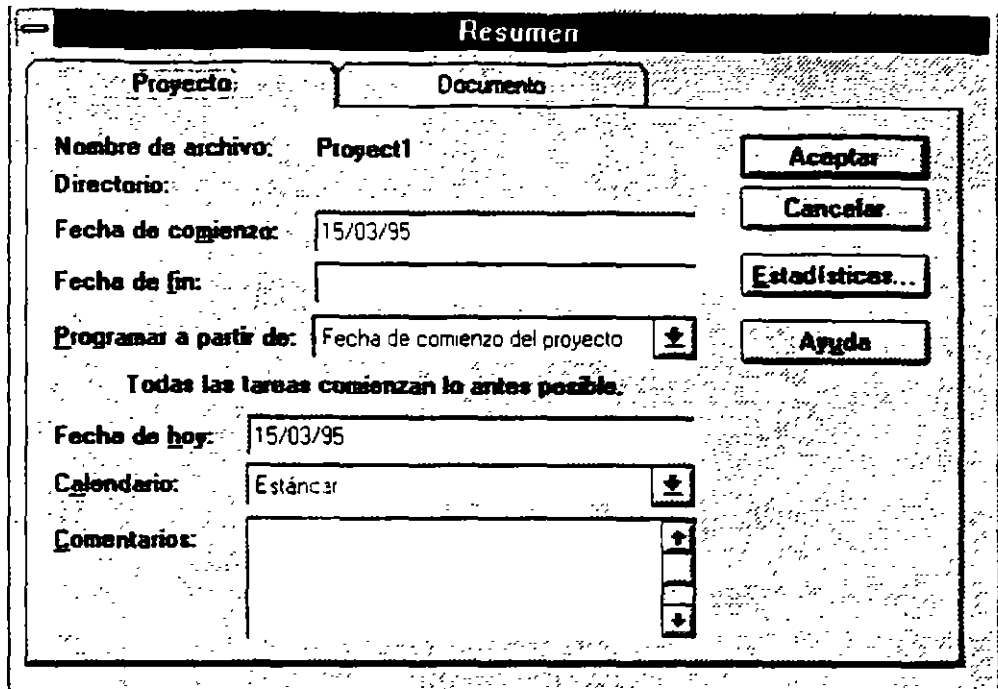 Resumen
Proyecto Documento
Nombre de archivo: Proyect1
Directorio:
Fecha de comienzo: 15/03/95
Fecha de fin:
Programar a partir de: Fecha de comienzo del proyecto
Todas las tareas comienzan lo antes posible.
Fecha de hoy: 15/03/95
Calendario: Estándar
Comentarios:
Aceptar
Cancelar
Estadísticas...
Ayuda